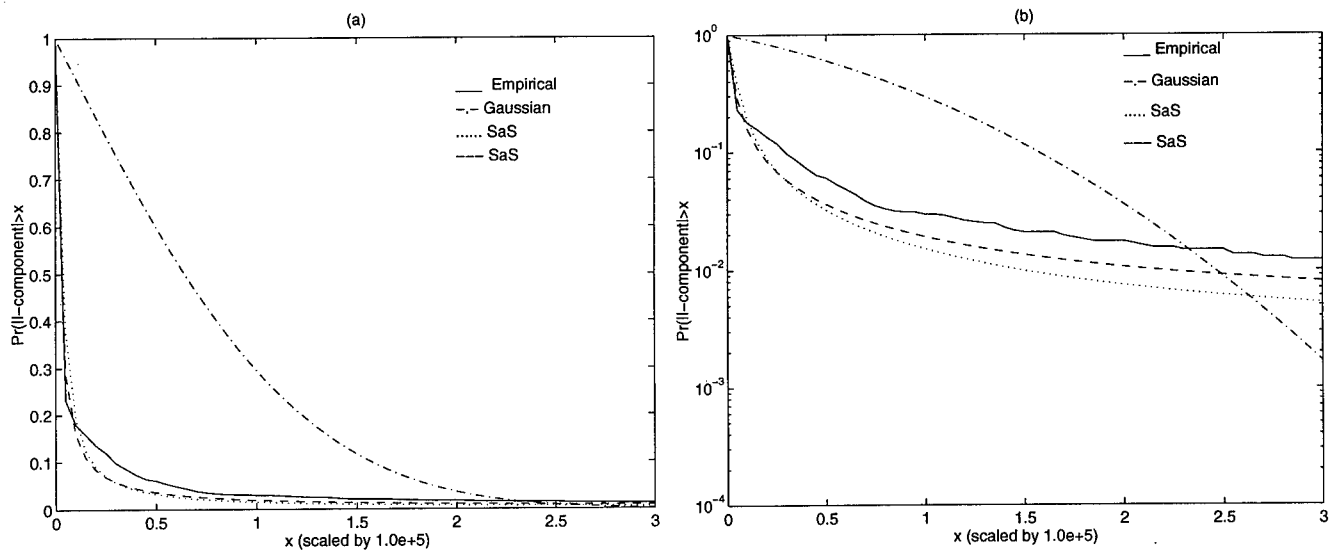 (a)
1
0.9
0.8
0.7
0.6
0.5
0.4
0.3
0.2
0.1
0
Pr(|I-component|>x
0 0.5 1 1.5 2 2.5 3
x (scaled by 1.0e+5)
Empirical
Gaussian
SaS
SaS
(b)
10^0
10^-1
10^-2
10^-3
10^-4
Pr(|I-component|>x
0 0.5 1 1.5 2 2.5 3
x (scaled by 1.0e+5)
Empirical
Gaussian
SaS
SaS